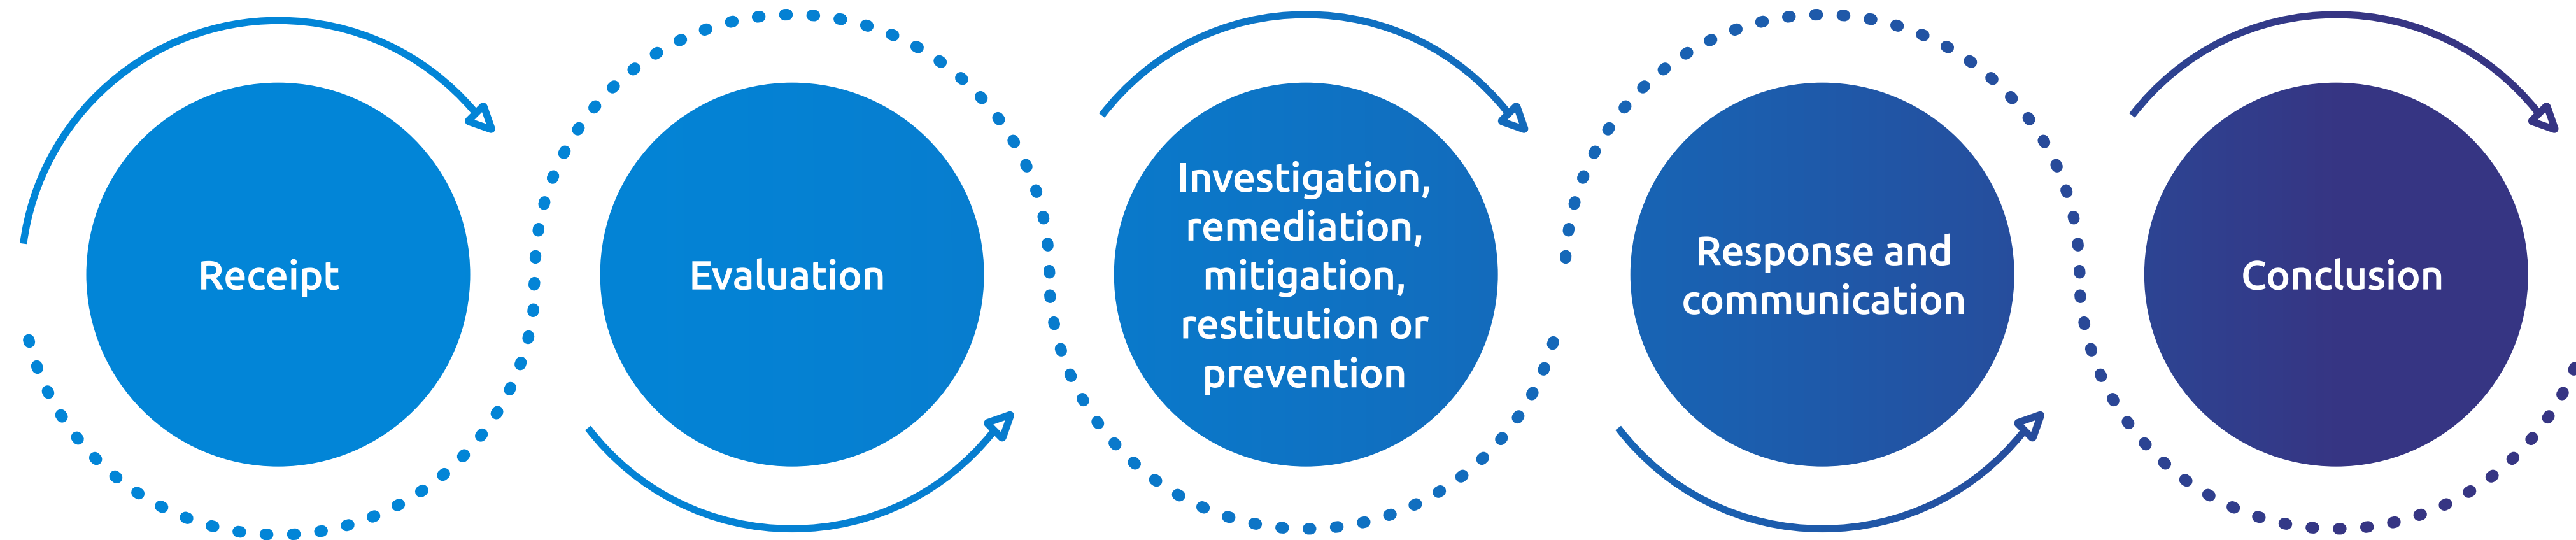 Receipt
Evaluation
Investigation,
remediation,
mitigation,
restitution or
prevention
Response and
communication
Conclusion